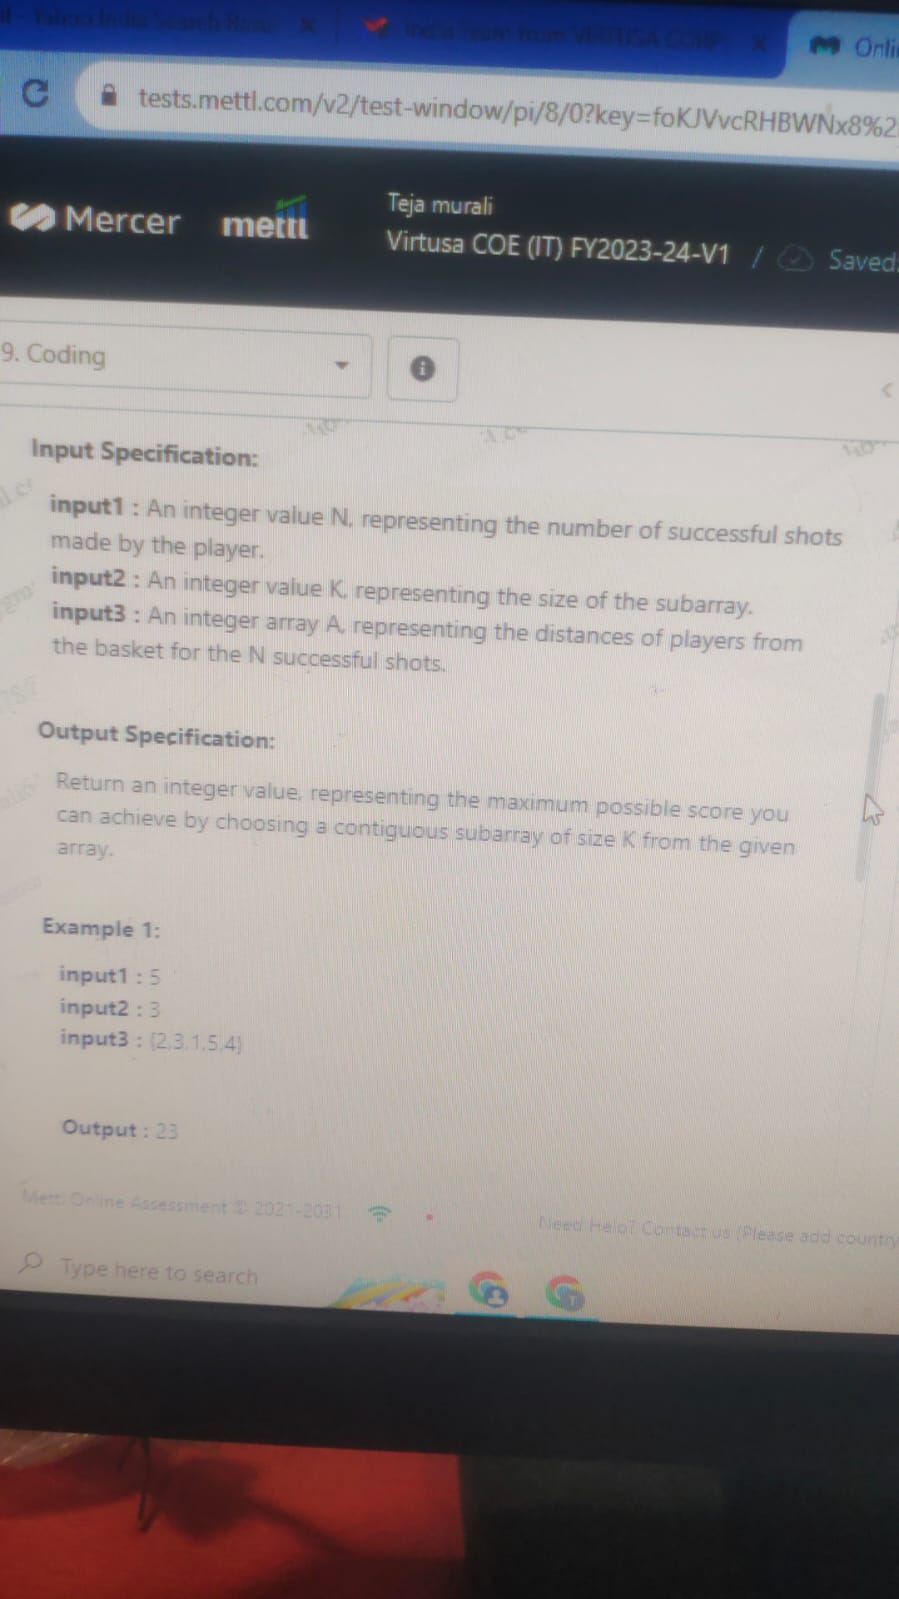 tests.mettl.com/v2/test-window/pi/8/0?key=foKJVvcRHBWNx8%2
Onli
Mercer mettl
Teja murali
Virtusa COE (IT) FY2023-24-V1 / Saved:
9. Coding
Input Specification:
input1 : An integer value N, representing the number of successful shots
made by the player.
input2 : An integer value K, representing the size of the subarray.
input3 : An integer array A, representing the distances of players from
the basket for the N successful shots.
Output Specification:
Return an integer value, representing the maximum possible score you
can achieve by choosing a contiguous subarray of size K from the given
array.
Example 1:
input1 : 5
input2 : 3
input3 : {2,3,1,5,4}
Output : 23
Mettl Online Assessment © 2021-2031
Need Help? Contact us (Please add country
Type here to search